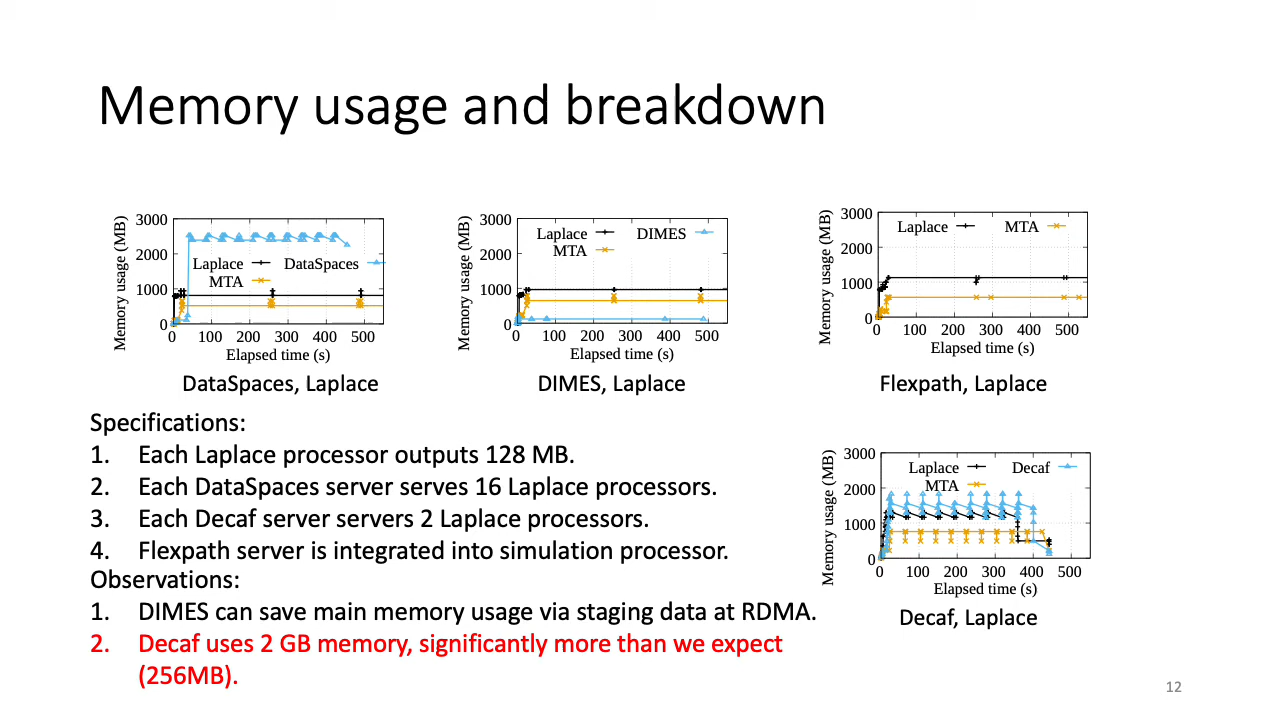 Memory usage and breakdown
Memory usage (MB)
3000
2000
1000
0
Laplace
DataSpaces
MTA
0 100 200 300 400 500
Elapsed time (s)
DataSpaces, Laplace
Memory usage (MB)
3000
2000
1000
0
Laplace
DIMES
MTA
0 100 200 300 400 500
Elapsed time (s)
DIMES, Laplace
Memory usage (MB)
3000
2000
1000
0
Laplace
MTA
0 100 200 300 400 500
Elapsed time (s)
Flexpath, Laplace
Specifications:
1. Each Laplace processor outputs 128 MB.
2. Each DataSpaces server serves 16 Laplace processors.
3. Each Decaf server servers 2 Laplace processors.
4. Flexpath server is integrated into simulation processor.
Observations:
1. DIMES can save main memory usage via staging data at RDMA.
2. Decaf uses 2 GB memory, significantly more than we expect
(256MB).
Memory usage (MB)
3000
2000
1000
0
Laplace
Decaf
MTA
0 100 200 300 400 500
Elapsed time (s)
Decaf, Laplace
12